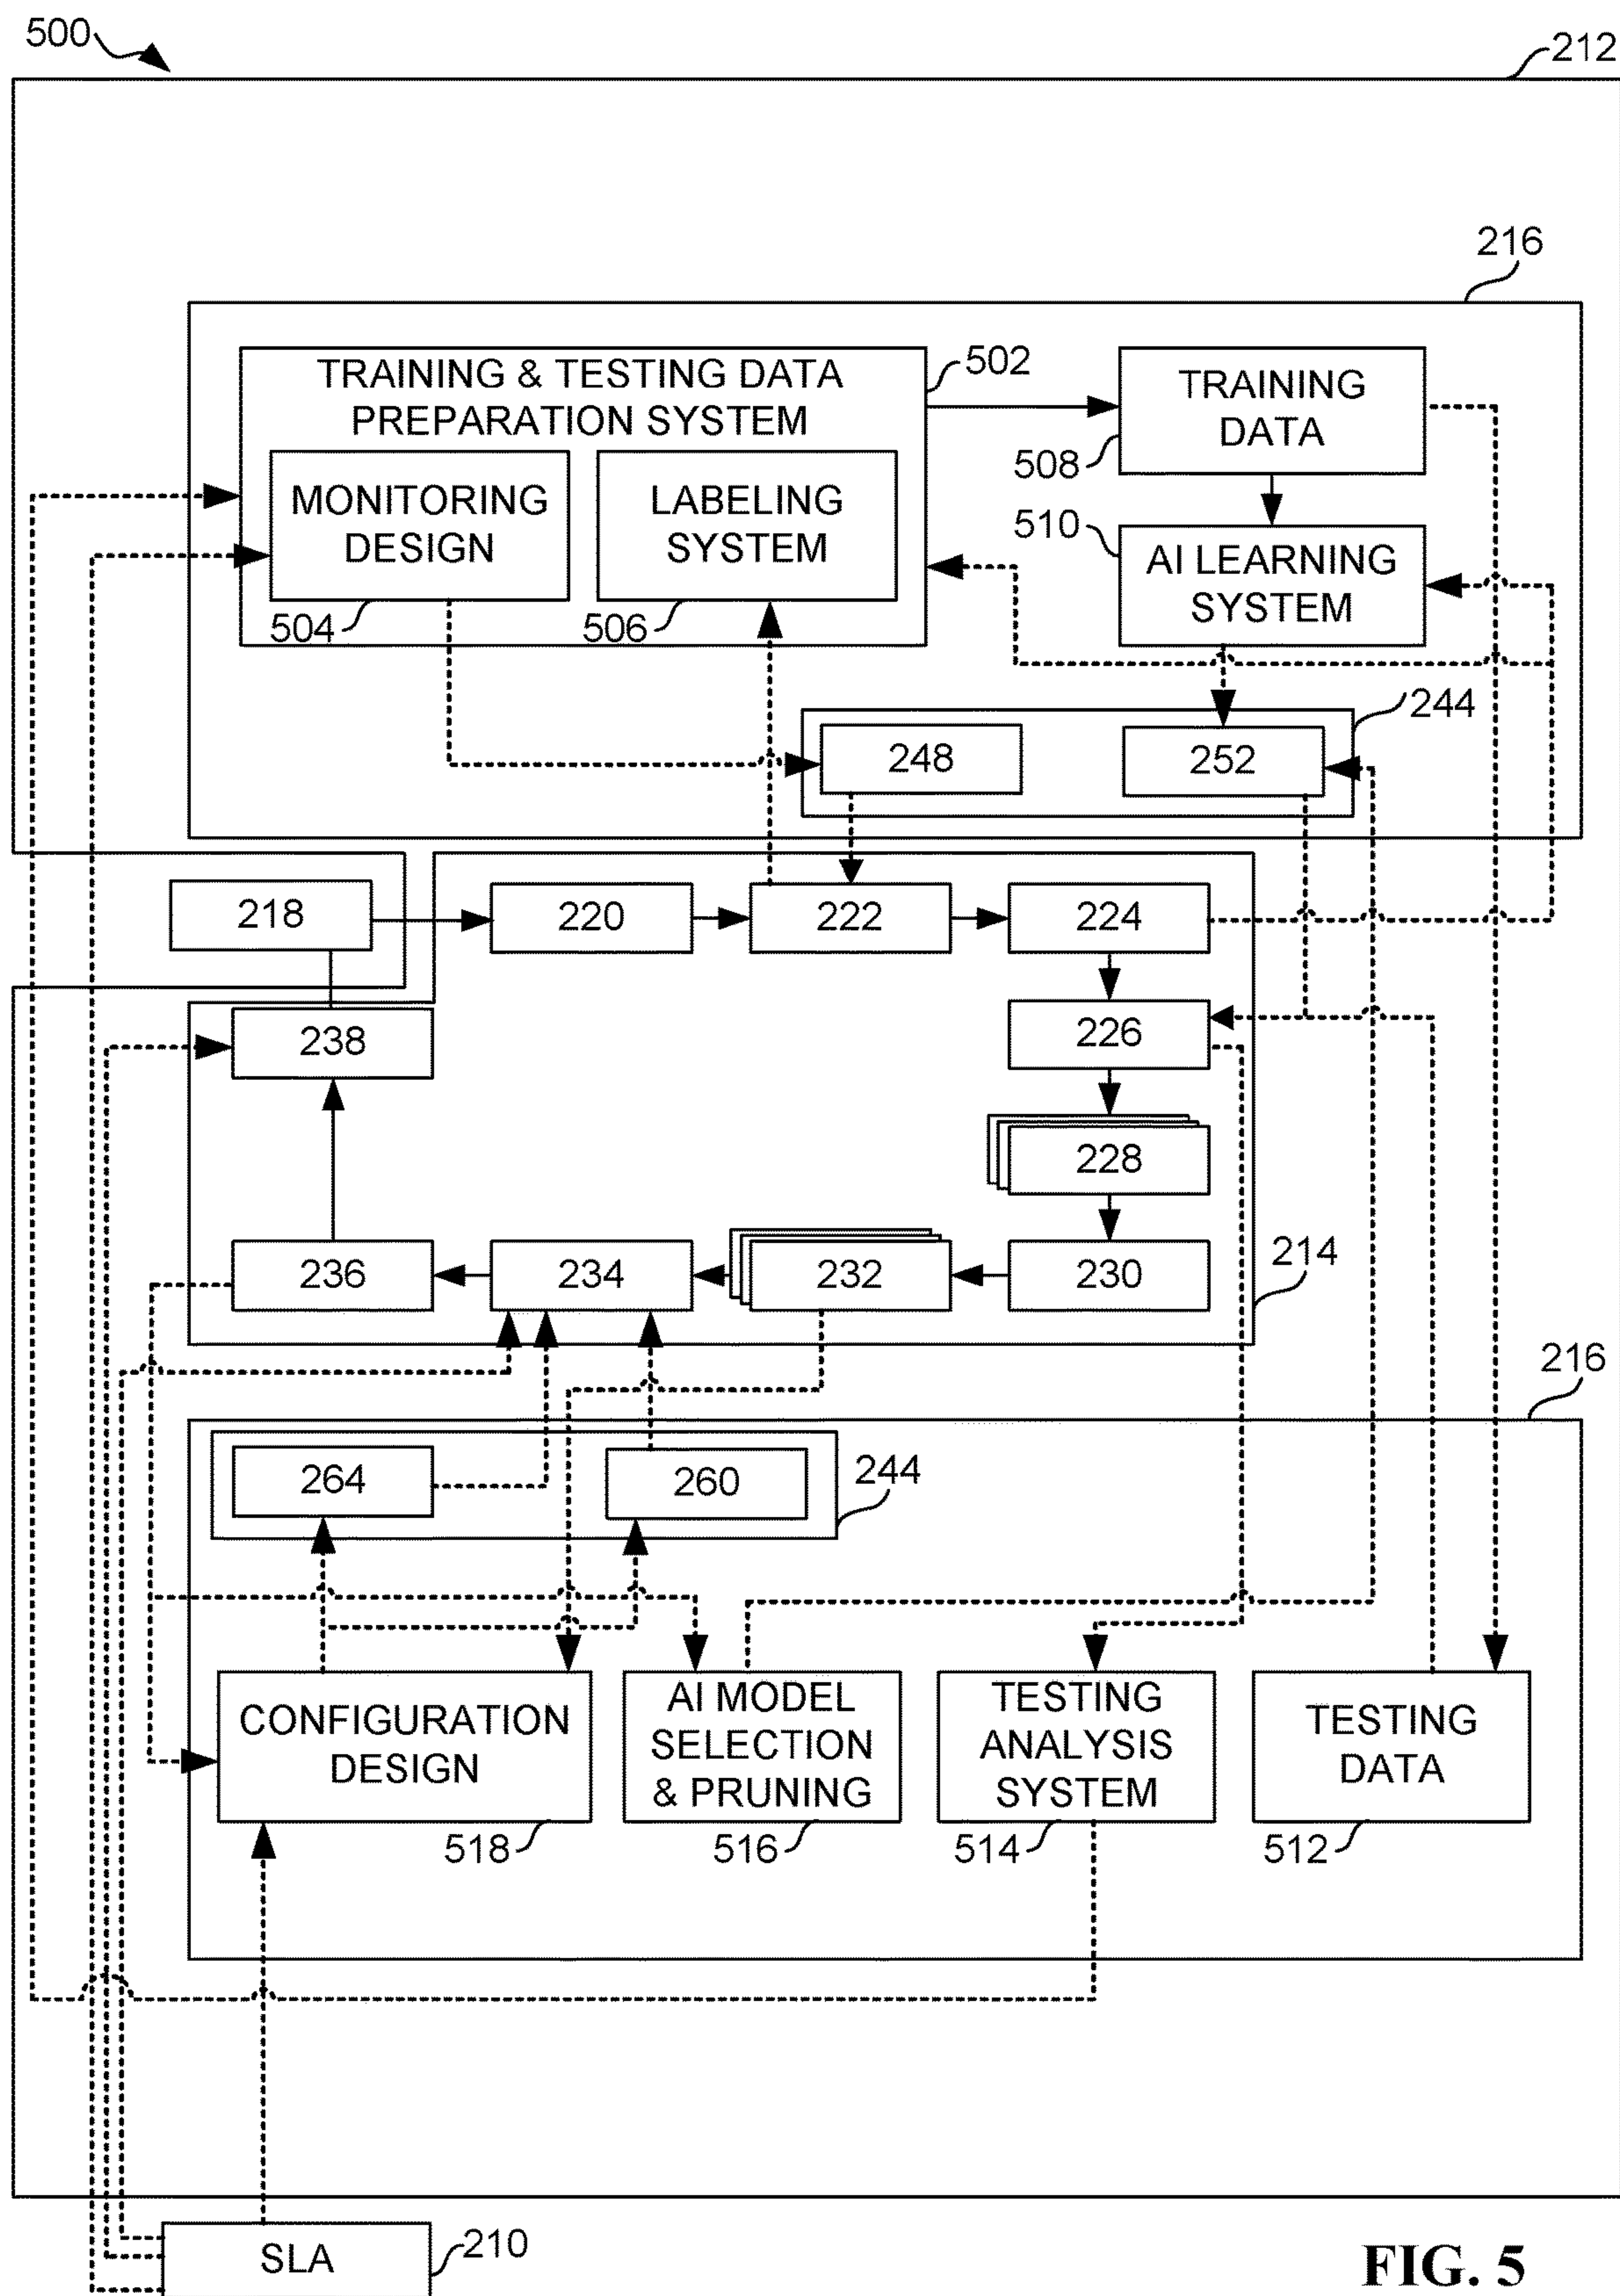 500
212
216
TRAINING & TESTING DATA
PREPARATION SYSTEM
502
TRAINING
DATA
508
MONITORING
DESIGN
504
LABELING
SYSTEM
506
510
AI LEARNING
SYSTEM
244
248
252
218
220
222
224
238
226
228
236
234
232
230
214
216
264
260
244
CONFIGURATION
DESIGN
518
AI MODEL
SELECTION
& PRUNING
516
TESTING
ANALYSIS
SYSTEM
514
TESTING
DATA
512
SLA
210
FIG. 5